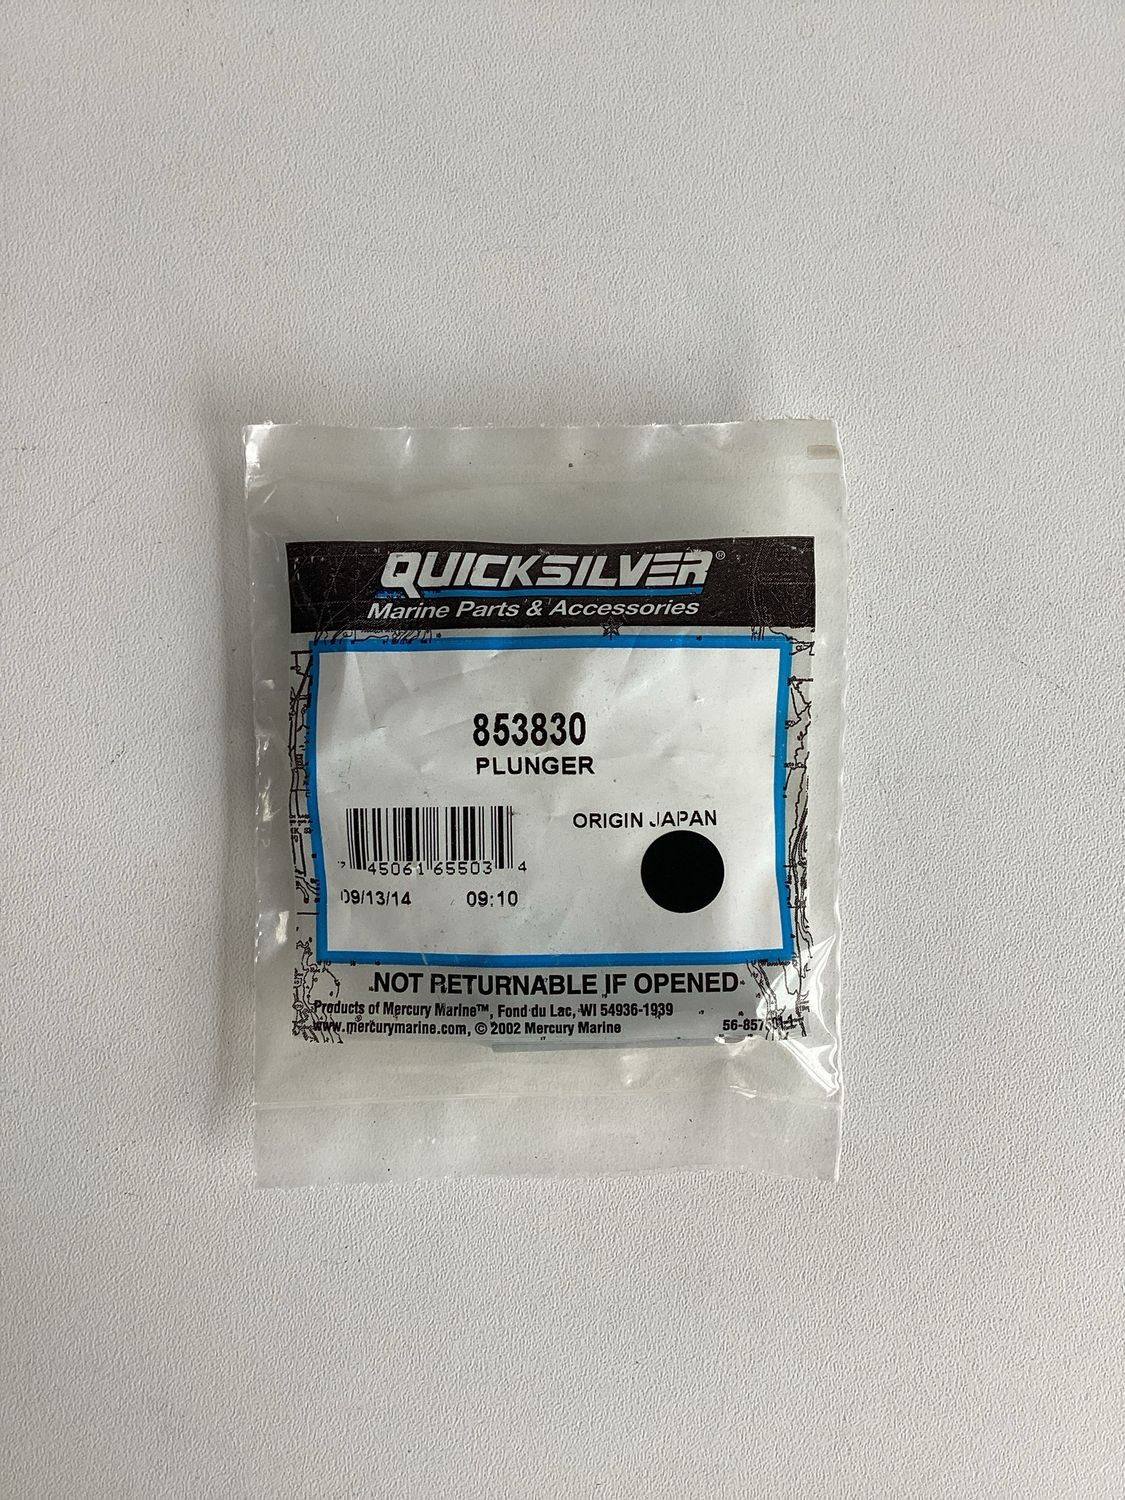 QUICKSILVER®
Marine Parts & Accessories
853830
PLUNGER
ORIGIN JAPAN
7 45061 65503 4
09/13/14 09:10
NOT RETURNABLE IF OPENED
Products of Mercury Marine™, Fond du Lac, WI 54936-1939
www.mercurymarine.com, © 2002 Mercury Marine